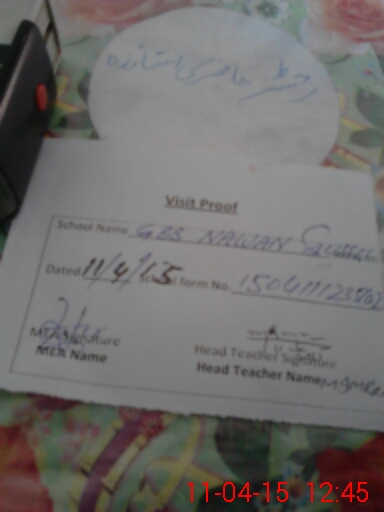 رجسٹر حاضری اساتذہ
Visit Proof
School Name GBS NAWAN
Dated 11/4/15 School form No.
MEA Signature Head Teacher Signature
MEA Name Head Teacher Name
11-04-15 12:45